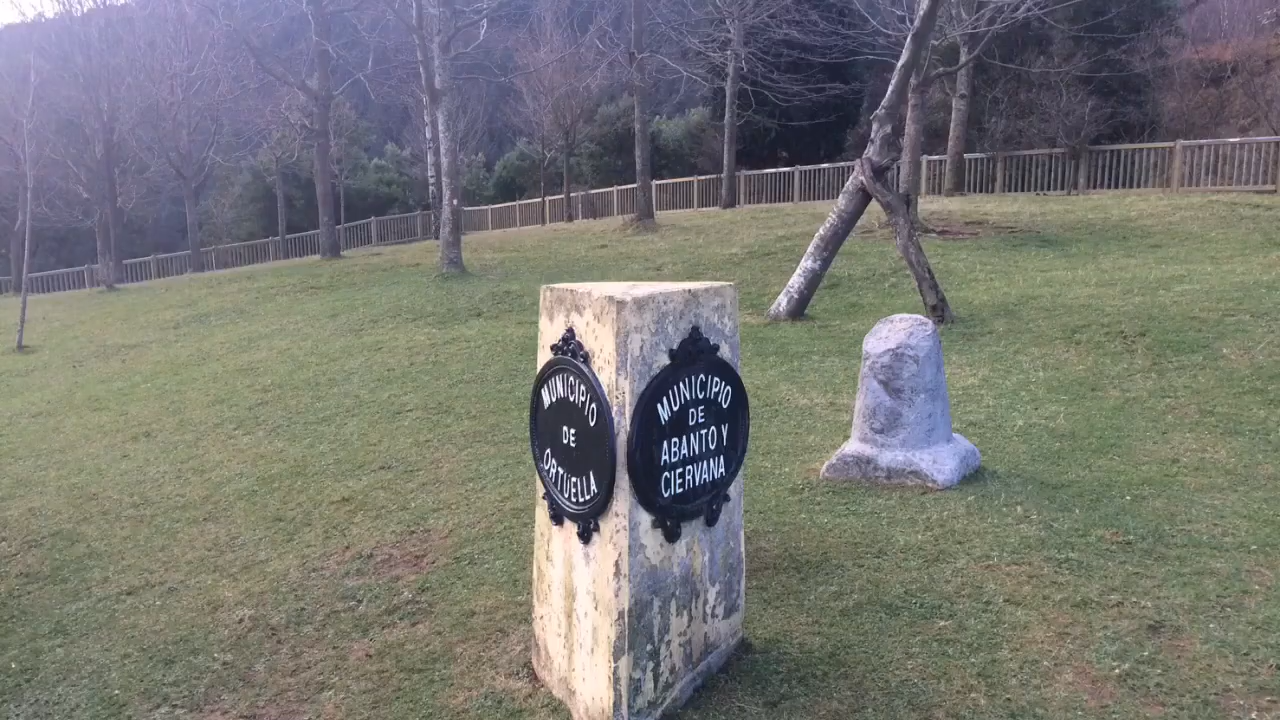 MUNICIPIO
DE
ORTUELLA
MUNICIPIO
DE
ABANTO Y
CIERVANA